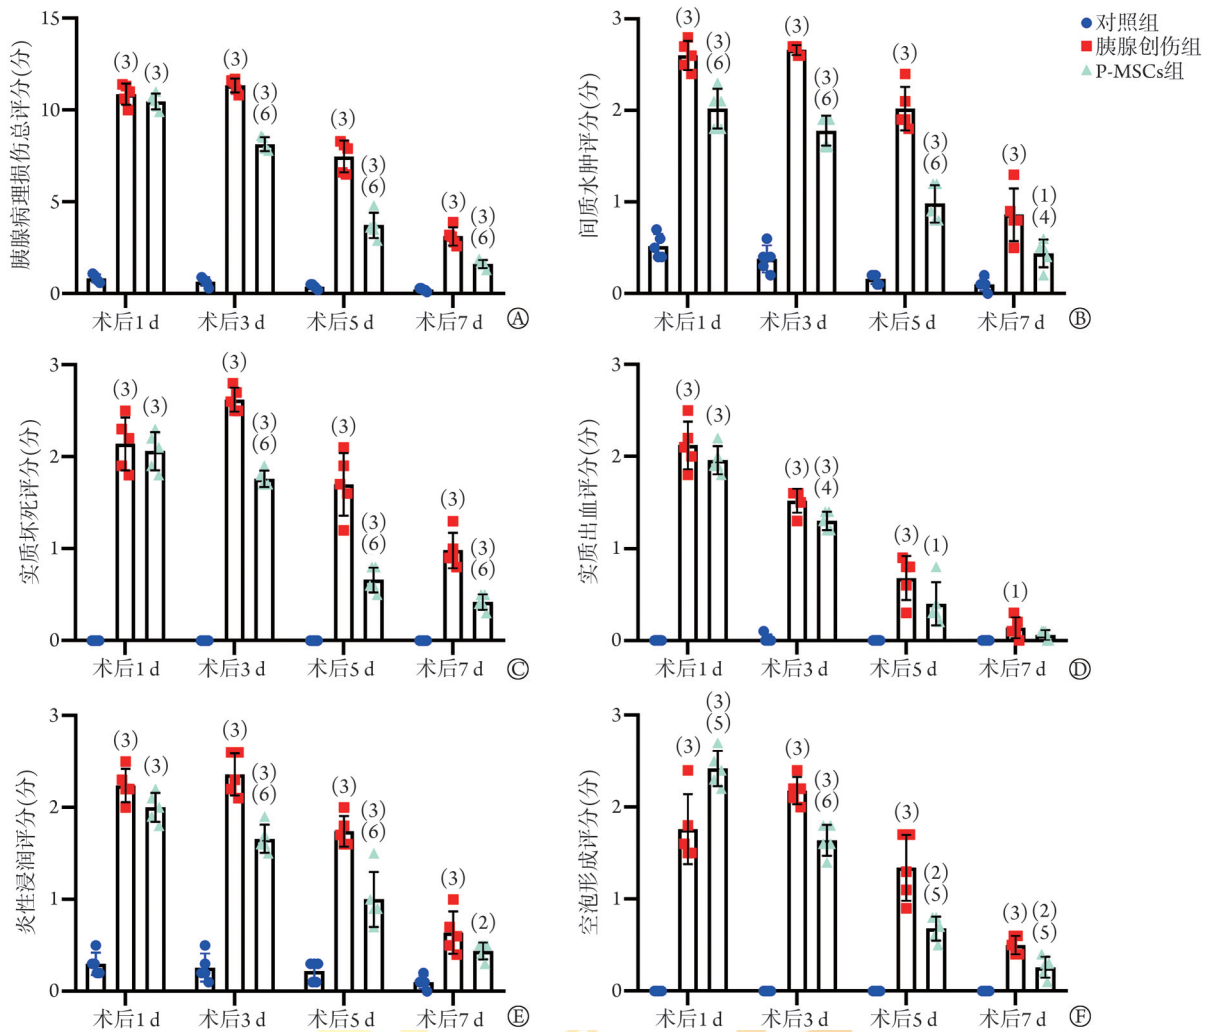 对照组
胰腺创伤组
P-MSCs组
胰腺病理损伤总评分(分)
15
10
5
0
(3) (3) (3) (3)(6) (3) (3)(6) (3) (3)(6)
术后1 d 术后3 d 术后5 d 术后7 d Ⓐ
间质水肿评分(分)
3
2
1
0
(3) (3)(6) (3) (3)(6) (3) (3)(6) (3) (1)(4)
术后1 d 术后3 d 术后5 d 术后7 d Ⓑ
实质坏死评分(分)
3
2
1
0
(3) (3) (3) (3)(6) (3) (3)(6) (3) (3)(6)
术后1 d 术后3 d 术后5 d 术后7 d Ⓒ
实质出血评分(分)
3
2
1
0
(3) (3) (3) (3)(4) (3) (1) (1)
术后1 d 术后3 d 术后5 d 术后7 d Ⓓ
炎性浸润评分(分)
3
2
1
0
(3) (3) (3) (3)(6) (3) (3)(6) (3) (2)
术后1 d 术后3 d 术后5 d 术后7 d Ⓔ
空泡形成评分(分)
3
2
1
0
(3) (3)(5) (3) (3)(6) (3) (2)(5) (3) (2)(5)
术后1 d 术后3 d 术后5 d 术后7 d Ⓕ